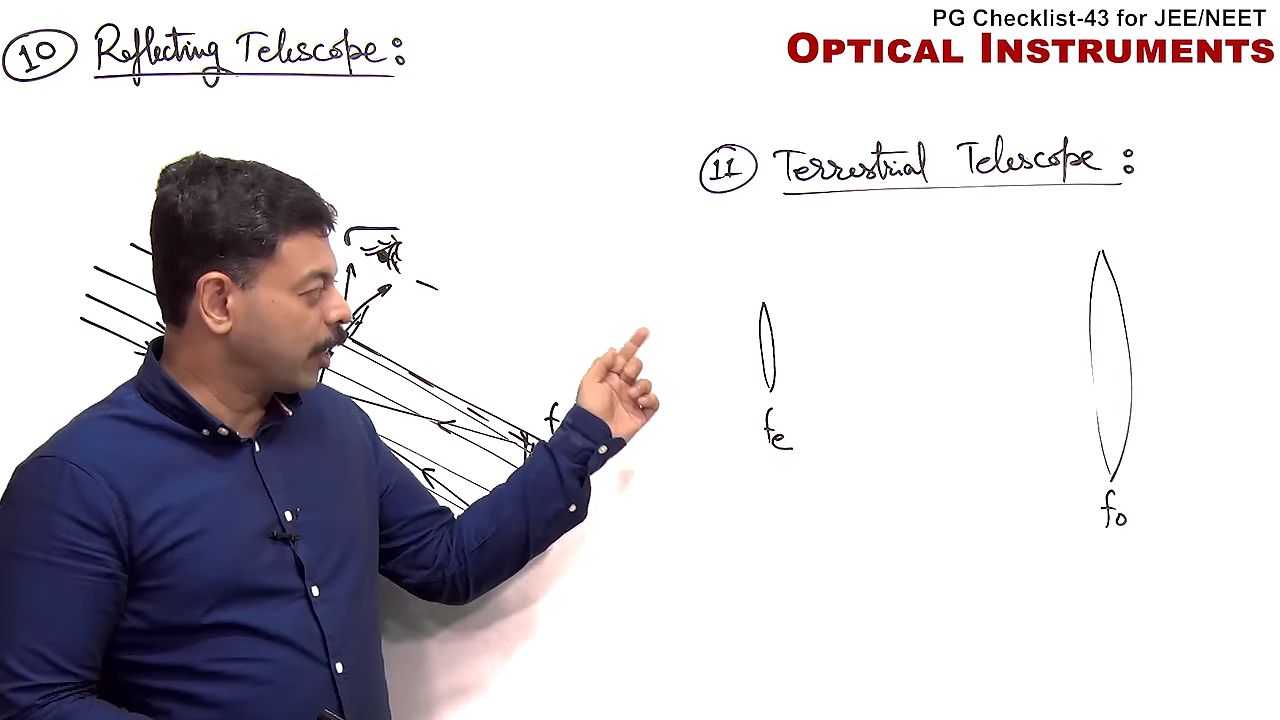 PG Checklist-43 for JEE/NEET
OPTICAL INSTRUMENTS
10 Reflecting Telescope:
11 Terrestrial Telescope:
f
fe
fo